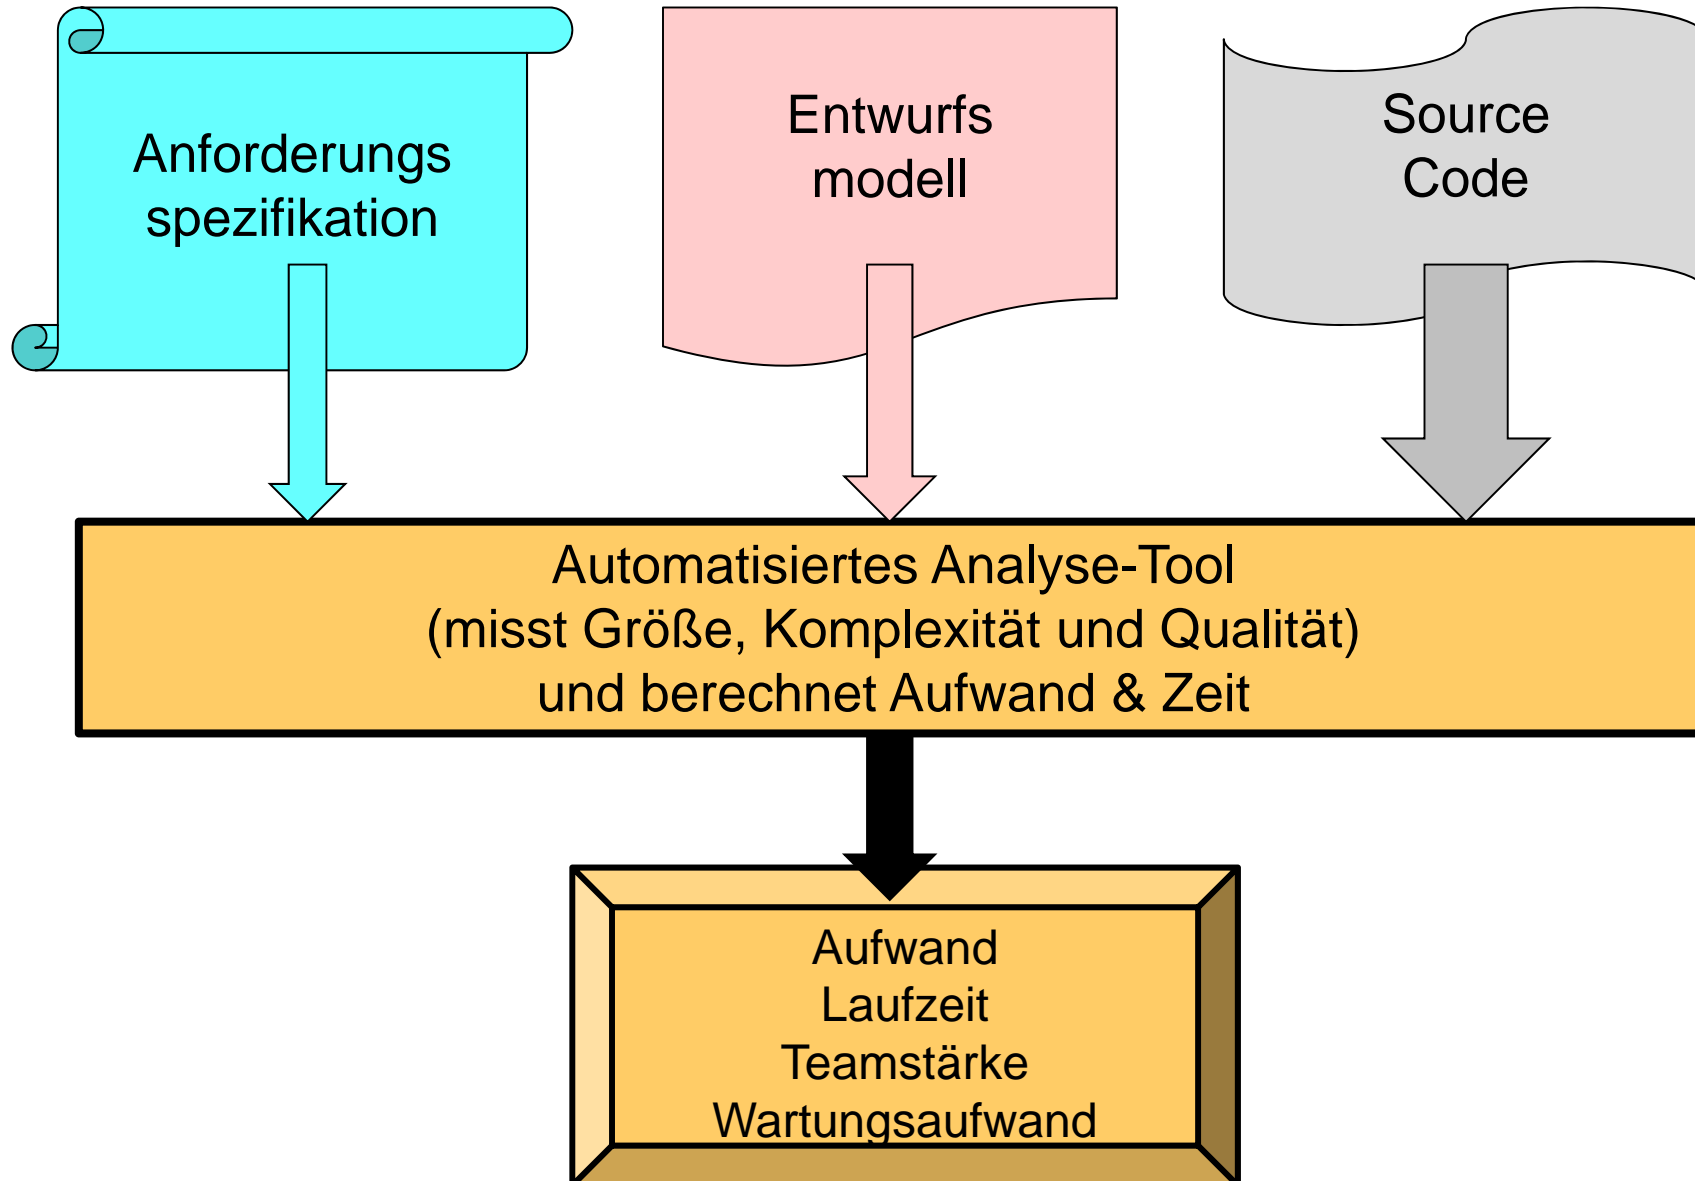 Anforderungs
spezifikation
Entwurfs
modell
Source
Code
Automatisiertes Analyse-Tool
(misst Größe, Komplexität und Qualität)
und berechnet Aufwand & Zeit
Aufwand
Laufzeit
Teamstärke
Wartungsaufwand